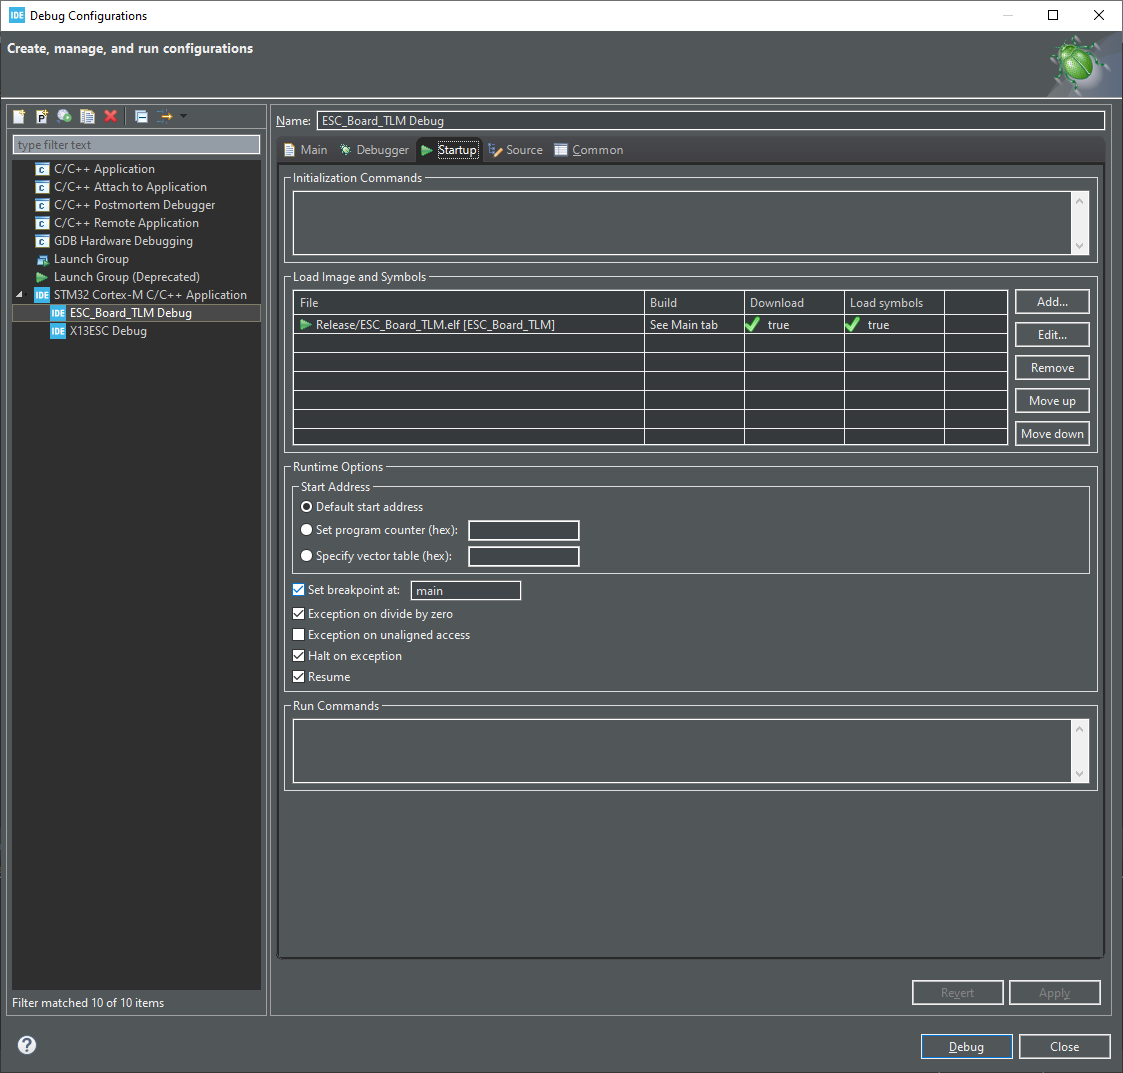 IDE Debug Configurations
Create, manage, and run configurations
type filter text
C/C++ Application
C/C++ Attach to Application
C/C++ Postmortem Debugger
C/C++ Remote Application
GDB Hardware Debugging
Launch Group
Launch Group (Deprecated)
IDE STM32 Cortex-M C/C++ Application
IDE ESC_Board_TLM Debug
IDE X13ESC Debug
Filter matched 10 of 10 items
Name: ESC_Board_TLM Debug
Main Debugger Startup Source Common
Initialization Commands
Load Image and Symbols
File Build Download Load symbols
Release/ESC_Board_TLM.elf [ESC_Board_TLM] See Main tab true true
Add...
Edit...
Remove
Move up
Move down
Runtime Options
Start Address
Default start address
Set program counter (hex):
Specify vector table (hex):
Set breakpoint at: main
Exception on divide by zero
Exception on unaligned access
Halt on exception
Resume
Run Commands
Revert Apply
? Debug Close